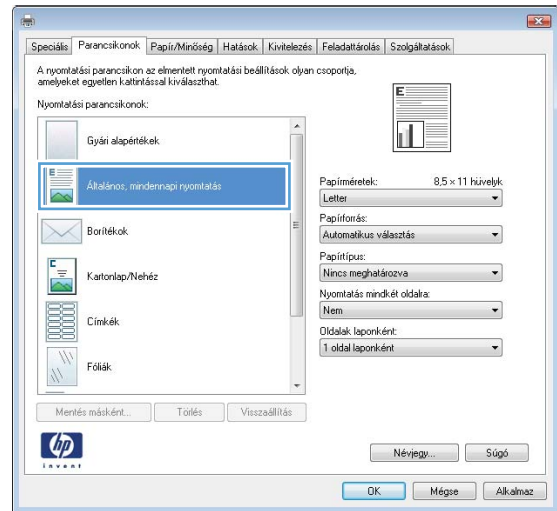 Speciális Parancsikonok Papír/Minőség Hatások Kivitelezés Feladattárolás Szolgáltatások
A nyomtatási parancsikon az elmentett nyomtatási beállítások olyan csoportja,
amelyeket egyetlen kattintással kiválaszthat.
Nyomtatási parancsikonok:
Gyári alapértékek
Általános, mindennapi nyomtatás
Borítékok
Kartonlap/Nehéz
Címkék
Fóliák
E
E
C
Papírméretek: 8,5 × 11 hüvelyk
Letter
Papírforrás:
Automatikus választás
Papírtípus:
Nincs meghatározva
Nyomtatás mindkét oldalra:
Nem
Oldalak laponként:
1 oldal laponként
Mentés másként... Törlés Visszaállítás
hp
invent
Névjegy... Súgó
OK Mégse Alkalmaz